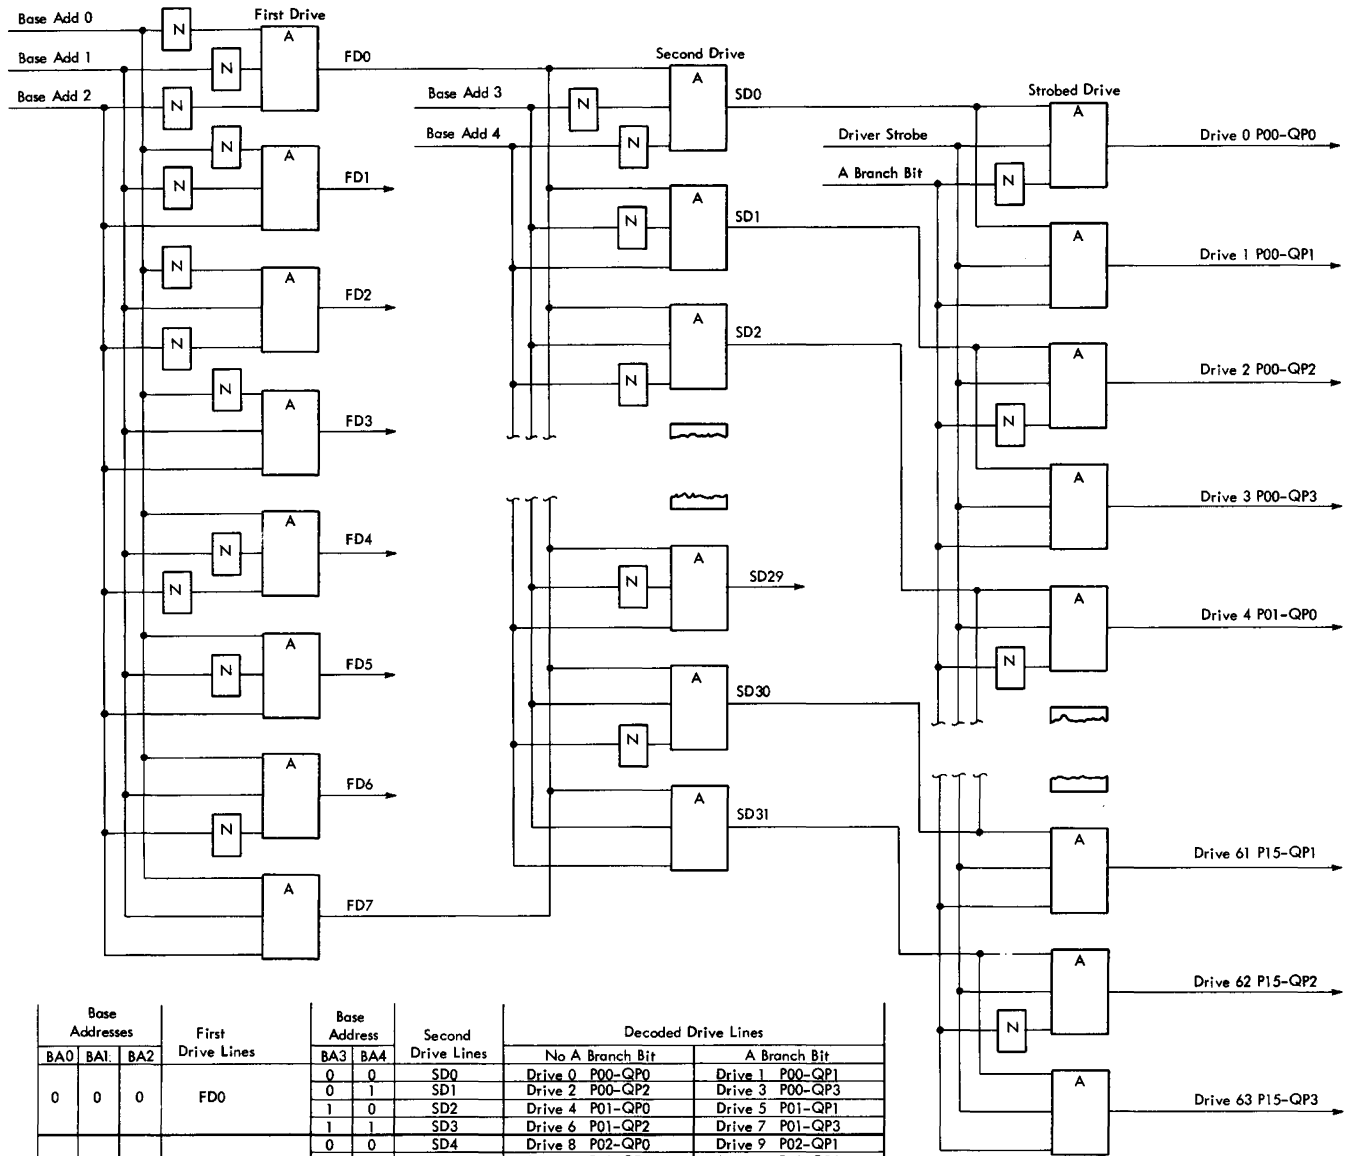 Base Add 0
First Drive
N
A
Base Add 1
N
FD0
Second Drive
Base Add 2
N
A
Base Add 3
N
SD0
Strobed Drive
A
N
A
Base Add 4
N
Driver Strobe
Drive 0 P00-QP0
N
FD1
A Branch Bit
N
A
N
SD1
A
Drive 1 P00-QP1
N
A
FD2
A
SD2
N
A
Drive 2 P00-QP2
N
N
A
FD3
N
A
Drive 3 P00-QP3
A
N
FD4
A
N
SD29
N
A
Drive 4 P01-QP0
A
N
FD5
A
SD30
N
N
A
FD6
A
SD31
N
A
Drive 61 P15-QP1
A
FD7
A
Drive 62 P15-QP2
N
A
Drive 63 P15-QP3
Base Addresses
First Drive Lines
Base Address
Second Drive Lines
Decoded Drive Lines
BA0 BA1. BA2 BA3 BA4 No A Branch Bit A Branch Bit
0 0 0 FD0
0 0 SD0 Drive 0 P00-QP0 Drive 1 P00-QP1
0 1 SD1 Drive 2 P00-QP2 Drive 3 P00-QP3
1 0 SD2 Drive 4 P01-QP0 Drive 5 P01-QP1
1 1 SD3 Drive 6 P01-QP2 Drive 7 P01-QP3
0 0 SD4 Drive 8 P02-QP0 Drive 9 P02-QP1